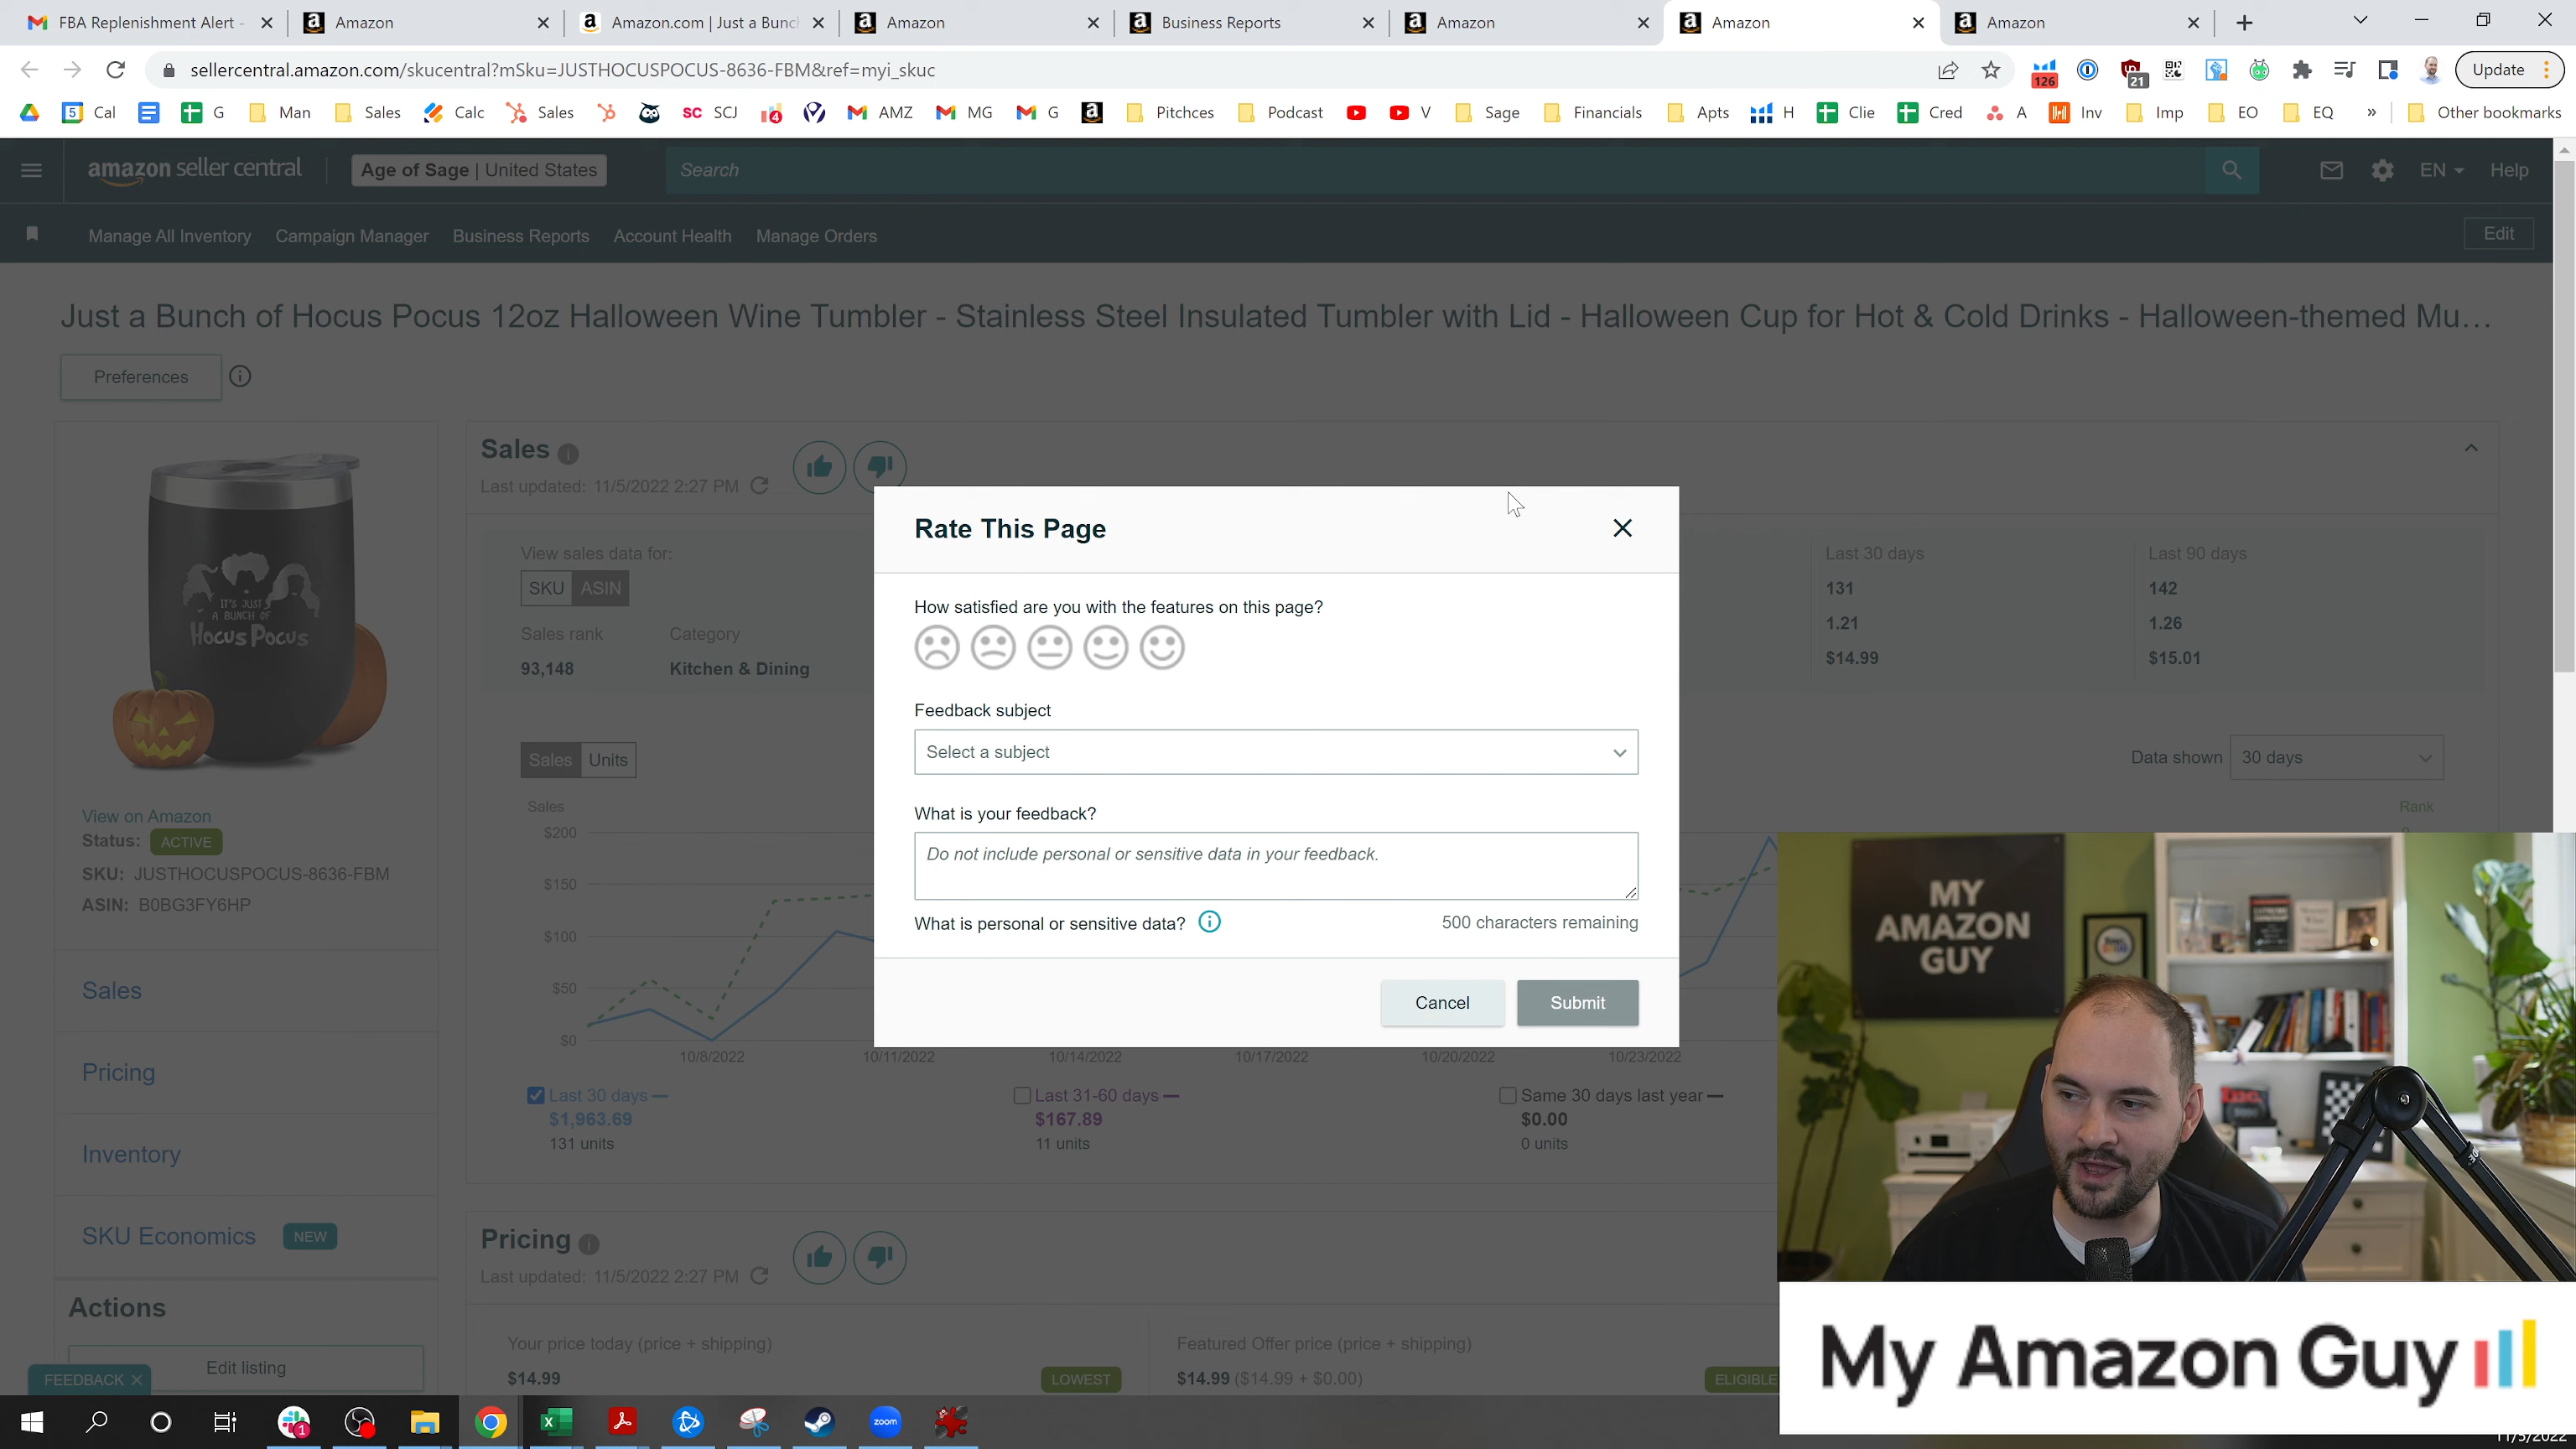 FBA Replenishment Alert -
Amazon
Amazon.com | Just a Bunc
Amazon
Business Reports
Amazon
Amazon
Amazon
sellercentral.amazon.com/skucentral?mSku=JUSTHOCUSPOCUS-8636-FBM&ref=myi_skuc
126
21
Update
Cal
G
Man
Sales
Calc
Sales
SCJ
AMZ
MG
G
Pitchces
Podcast
V
Sage
Financials
Apts
H
Clie
Cred
A
Inv
Imp
EO
EQ
»
Other bookmarks
amazon seller central
Age of Sage | United States
Search
EN
Help
Manage All Inventory
Campaign Manager
Business Reports
Account Health
Manage Orders
Edit
Just a Bunch of Hocus Pocus 12oz Halloween Wine Tumbler - Stainless Steel Insulated Tumbler with Lid - Halloween Cup for Hot & Cold Drinks - Halloween-themed Mu...
Preferences
IT'S JUST
A BUNCH OF
HOCUS POCUS
View on Amazon
Status: ACTIVE
SKU: JUSTHOCUSPOCUS-8636-FBM
ASIN: B0BG3FY6HP
Sales
Pricing
Inventory
SKU Economics NEW
Actions
Edit listing
FEEDBACK ×
Sales
Last updated: 11/5/2022 2:27 PM
View sales data for:
SKU ASIN
Sales rank
Category
93,148
Kitchen & Dining
Last 30 days
Last 90 days
131
142
1.21
1.26
$14.99
$15.01
Sales Units
Data shown
30 days
Sales
Rank
$200
$150
$100
$50
$0
10/8/2022
10/11/2022
10/14/2022
10/17/2022
10/20/2022
10/23/2022
Last 30 days
$1,963.69
131 units
Last 31-60 days
$167.89
11 units
Same 30 days last year
$0.00
0 units
Pricing
Last updated: 11/5/2022 2:27 PM
Your price today (price + shipping)
$14.99
LOWEST
Featured Offer price (price + shipping)
$14.99 ($14.99 + $0.00)
ELIGIBLE
Rate This Page
How satisfied are you with the features on this page?
Feedback subject
Select a subject
What is your feedback?
Do not include personal or sensitive data in your feedback.
What is personal or sensitive data?
500 characters remaining
Cancel
Submit
MY
AMAZON
GUY
My Amazon Guy
zoom
11/5/2022